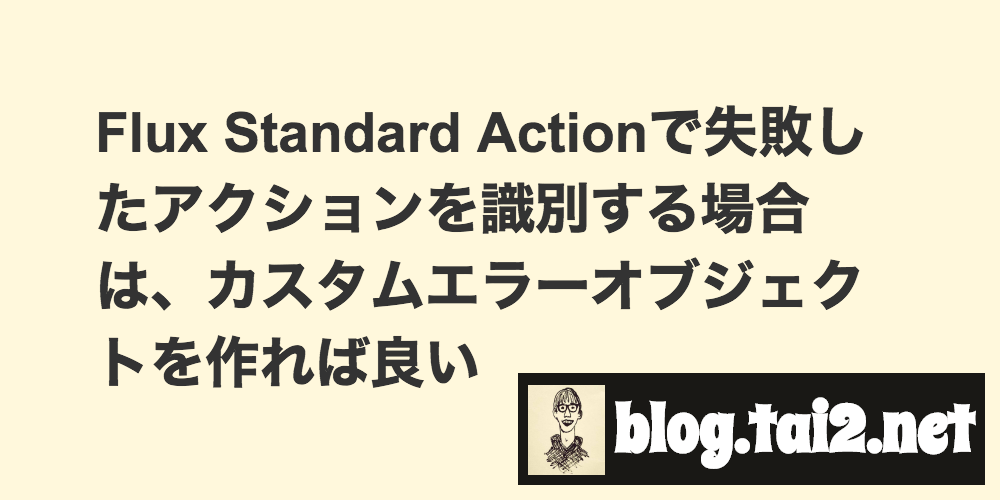 Flux Standard Actionで失敗し
たアクションを識別する場合
は、カスタムエラーオブジェク
トを作れば良い
blog.tai2.net